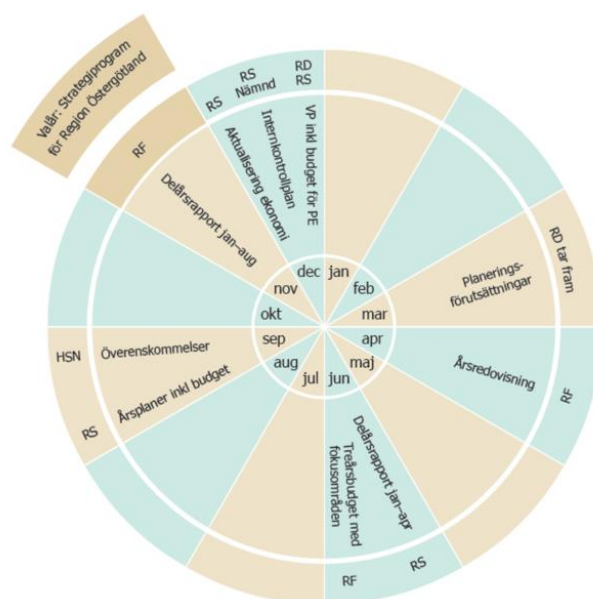 Valår: Strategiprogram
för Region Östergötland
RF
Delårsrapport jan–aug
RS
RS
Nämnd
RD
RS
Aktualisering ekonomi
Internkontrollplan
VP inkl budget för PE
RD tar fram
Planerings-
förutsättningar
Årsredovisning
RF
Delårsrapport jan–apr
Treårsbudget med
fokusområden
RS
RF
HSN
Överenskommelser
RS
Årsplaner inkl budget
jan
feb
mar
apr
maj
jun
jul
aug
sep
okt
nov
dec